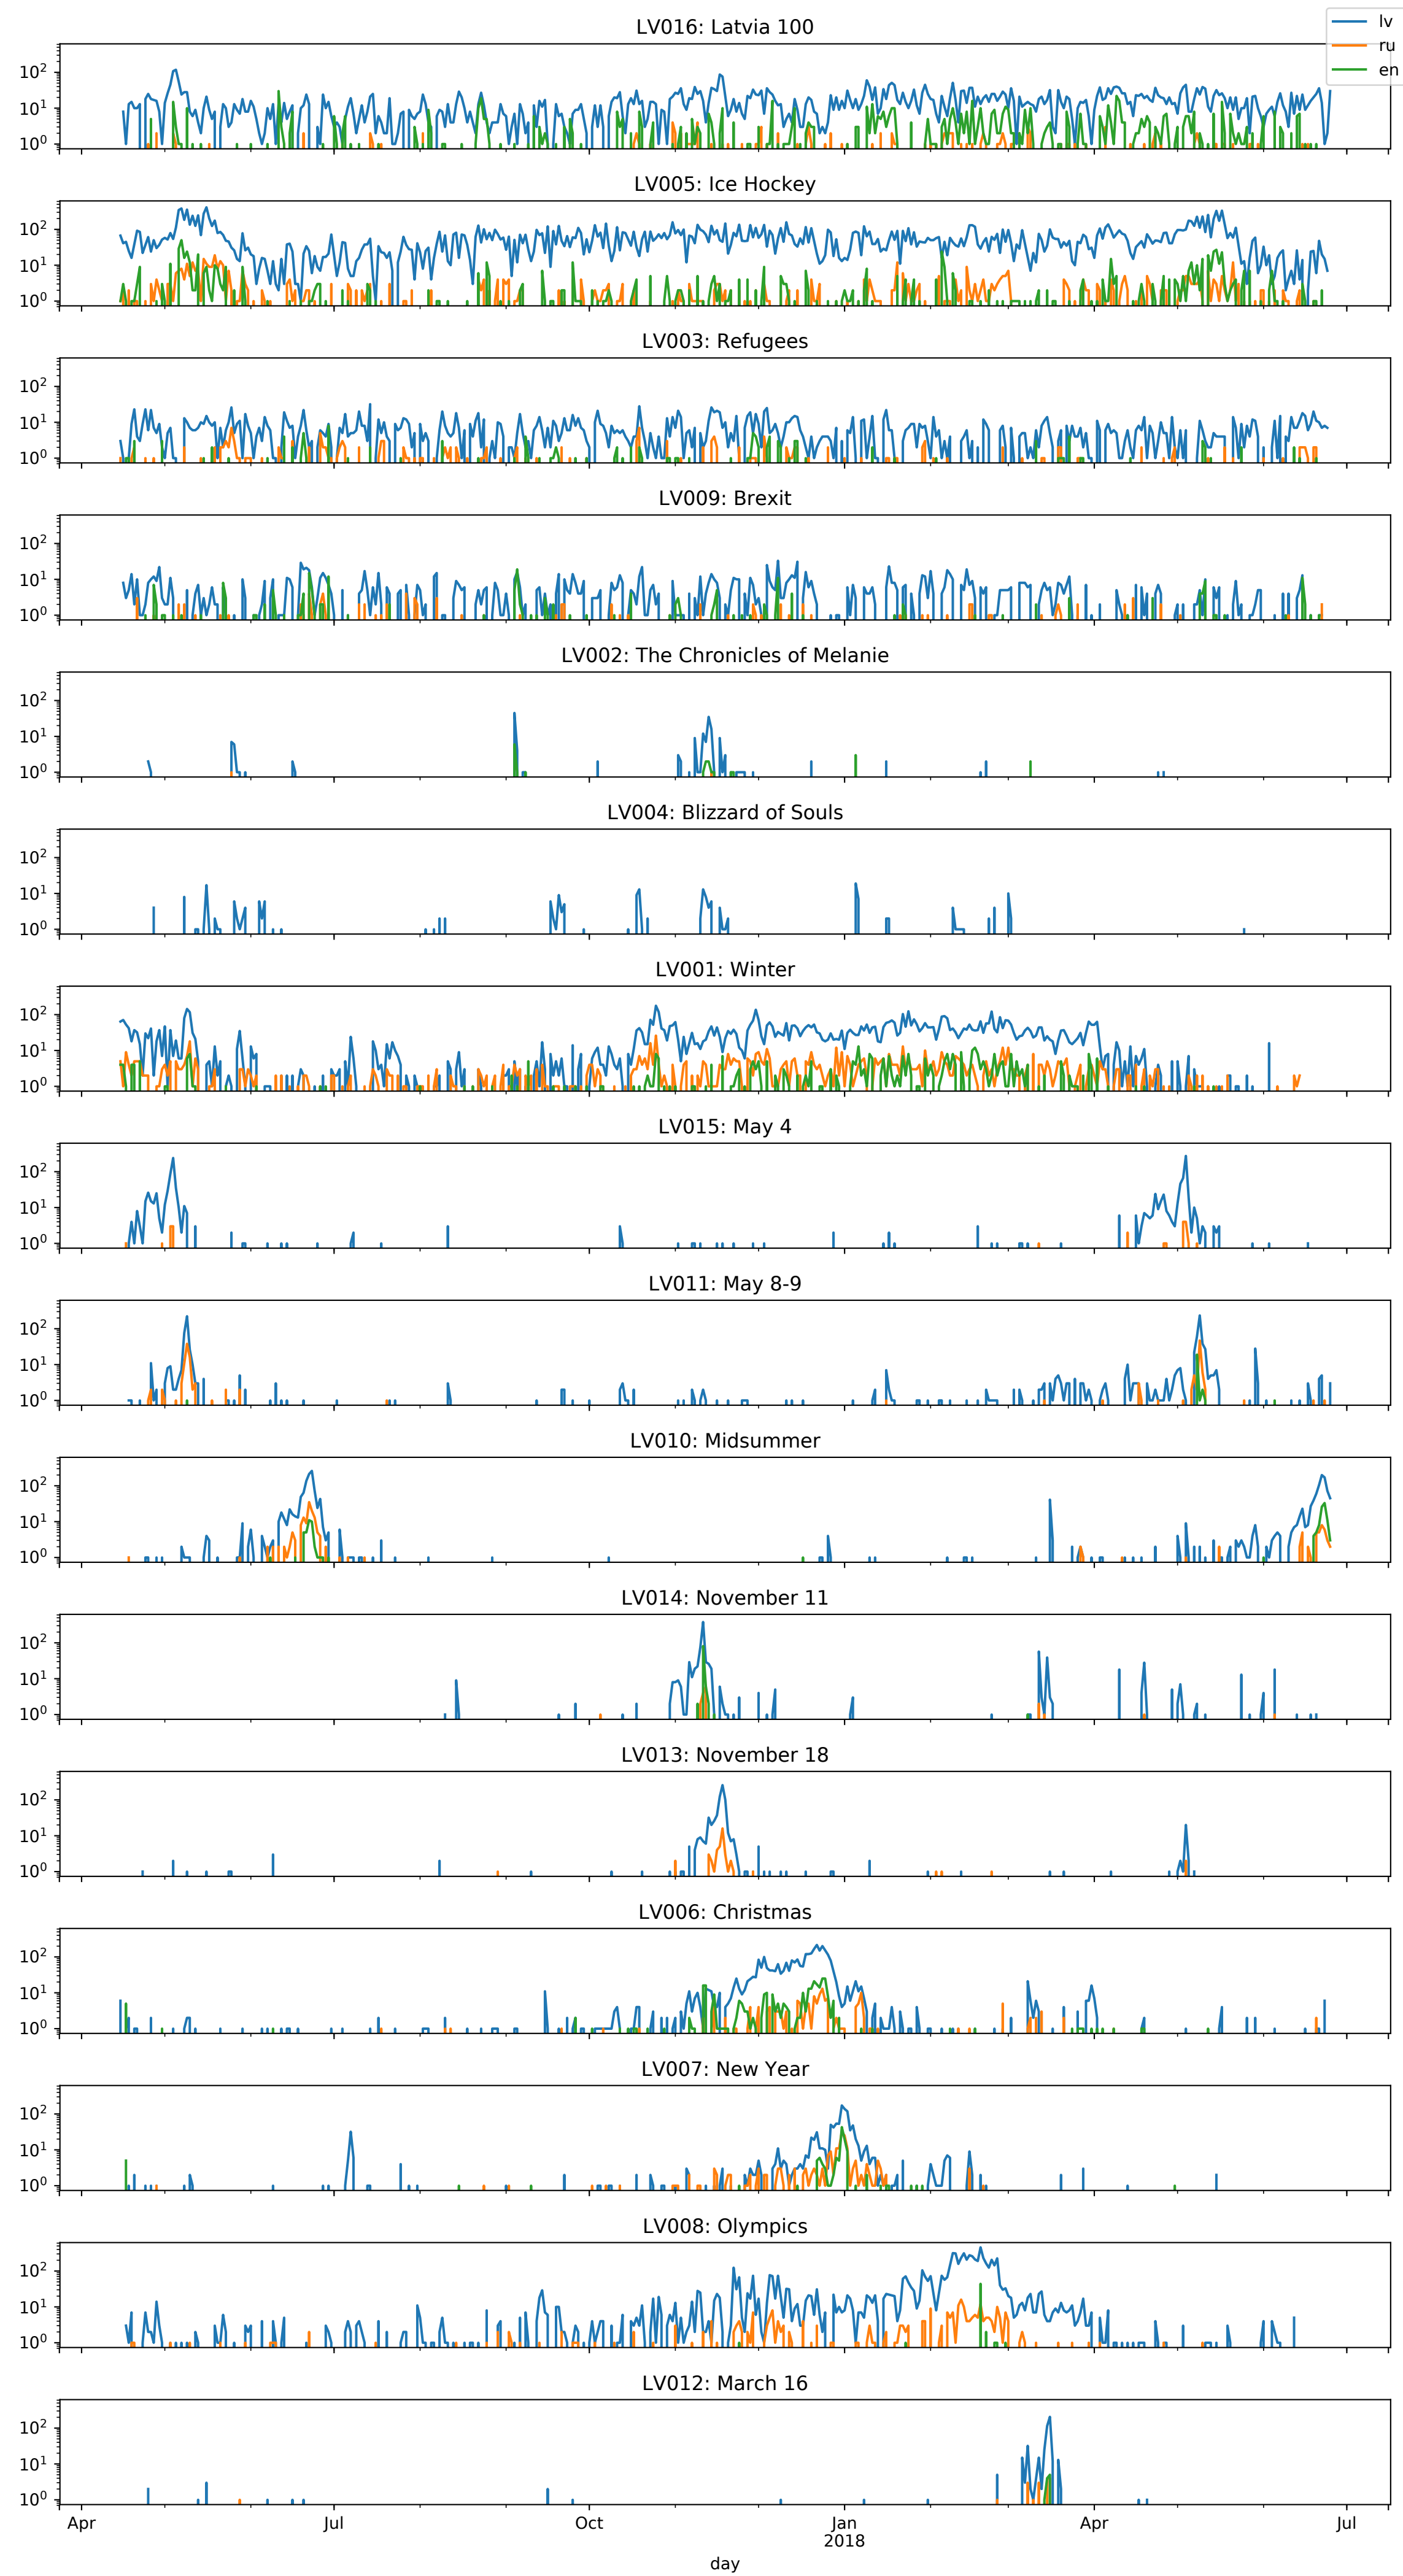 LV016: Latvia 100
lv
ru
en
10²
10¹
10⁰
LV005: Ice Hockey
10²
10¹
10⁰
LV003: Refugees
10²
10¹
10⁰
LV009: Brexit
10²
10¹
10⁰
LV002: The Chronicles of Melanie
10²
10¹
10⁰
LV004: Blizzard of Souls
10²
10¹
10⁰
LV001: Winter
10²
10¹
10⁰
LV015: May 4
10²
10¹
10⁰
LV011: May 8-9
10²
10¹
10⁰
LV010: Midsummer
10²
10¹
10⁰
LV014: November 11
10²
10¹
10⁰
LV013: November 18
10²
10¹
10⁰
LV006: Christmas
10²
10¹
10⁰
LV007: New Year
10²
10¹
10⁰
LV008: Olympics
10²
10¹
10⁰
LV012: March 16
10²
10¹
10⁰
Apr Jul Oct Jan Apr Jul
2018
day